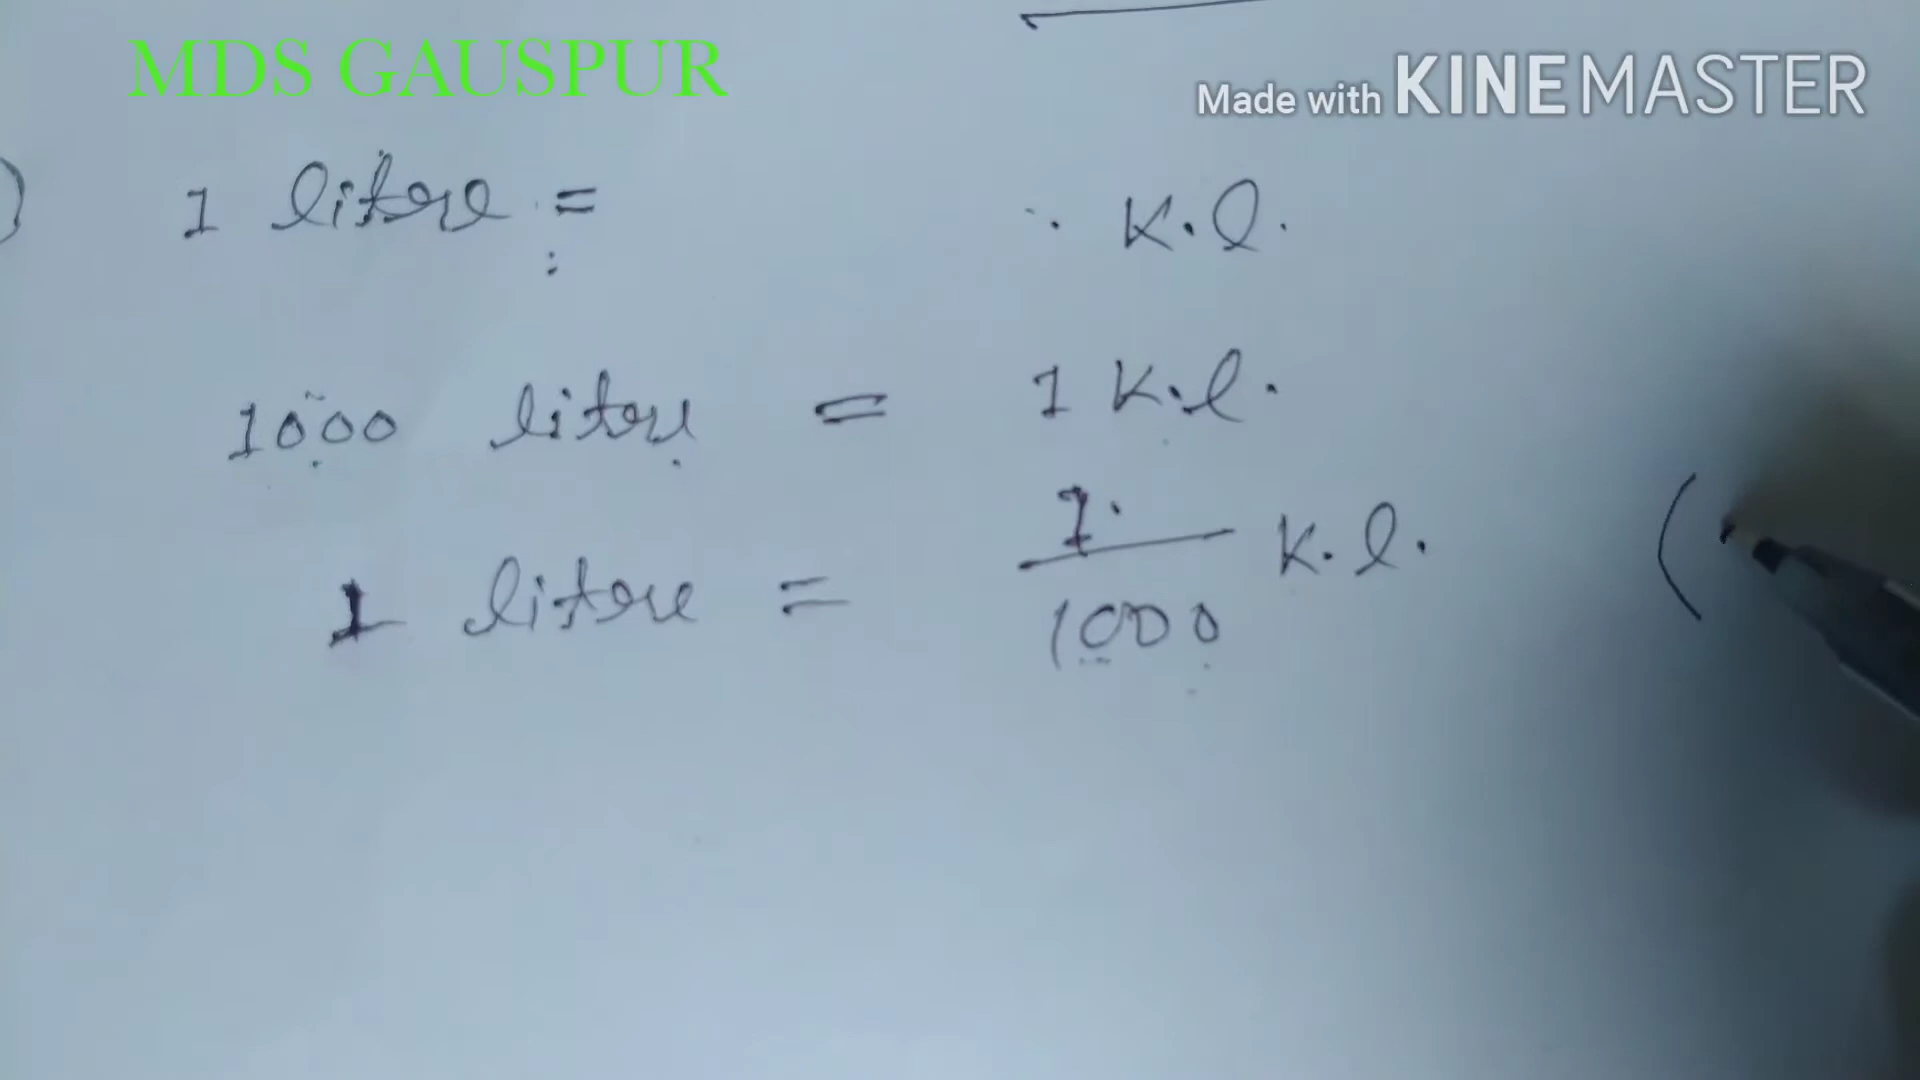 MDS GAUSPUR
Made with KINEMASTER
) 1 litre = K.l.
1000 litre = 1 K.l.
1 litre = 1/1000 K.l. (